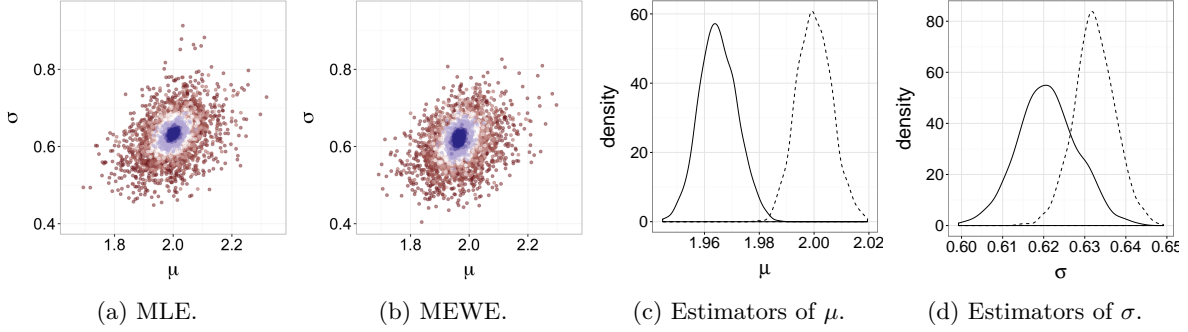 0.8
0.6
0.4
σ
1.8
2.0
2.2
μ
(a) MLE.
0.8
0.6
0.4
σ
1.8
2.0
2.2
μ
(b) MEWE.
60
40
20
0
density
1.96
1.98
2.00
2.02
μ
(c) Estimators of μ.
80
60
40
20
0
density
0.60
0.61
0.62
0.63
0.64
0.65
σ
(d) Estimators of σ.